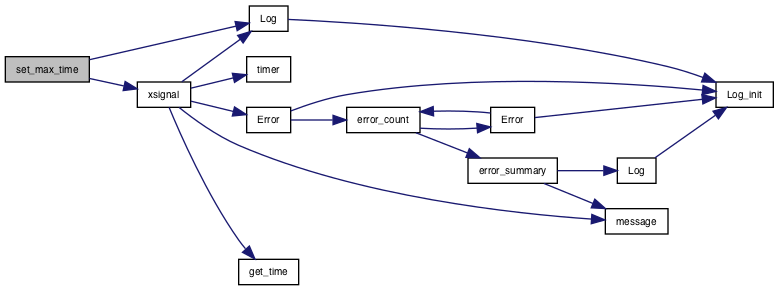 Log
set_max_time
timer
xsignal
Log_init
Error
error_count
Error
error_summary
Log
message
get_time